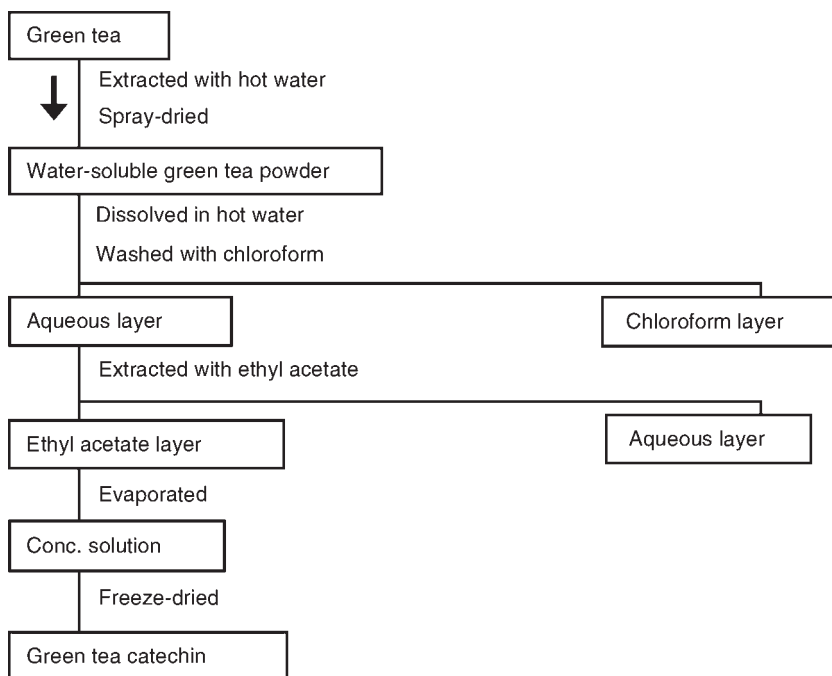 Green tea
Extracted with hot water
Spray-dried
Water-soluble green tea powder
Dissolved in hot water
Washed with chloroform
Aqueous layer
Chloroform layer
Extracted with ethyl acetate
Ethyl acetate layer
Aqueous layer
Evaporated
Conc. solution
Freeze-dried
Green tea catechin